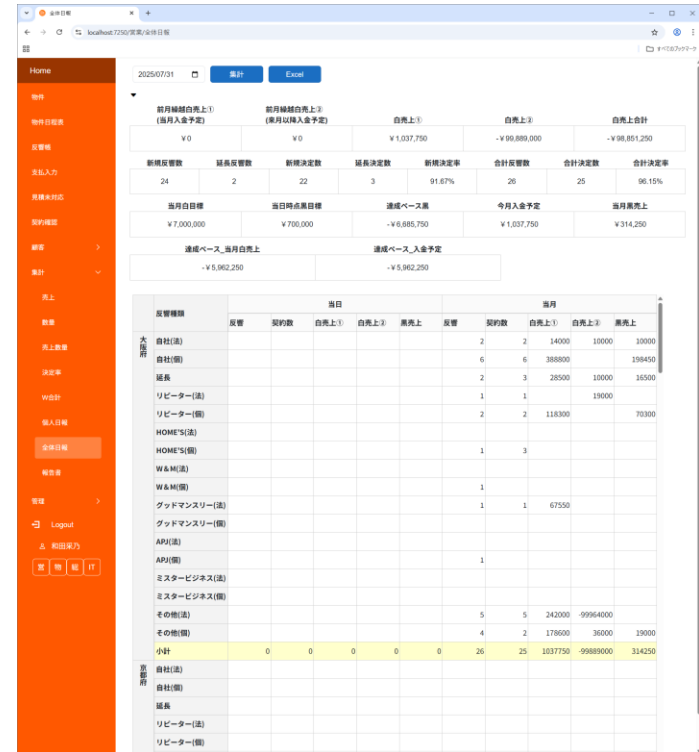 全体日報
localhost:7250/営業/全体日報
すべてのブックマーク
Home
物件
物件日程表
反響帳
支払入力
見積未対応
契約確認
顧客
集計
売上
数量
売上数量
決定率
W合計
個人日報
全体日報
報告書
管理
Logout
和田采乃
営 物 総 IT
2025/07/31 集計 Excel
前月繰越白売上① 前月繰越白売上②
(当月入金予定) (来月以降入金予定) 白売上① 白売上② 白売上合計
¥0 ¥0 ¥1,037,750 -¥99,889,000 -¥98,851,250
新規反響数 延長反響数 新規決定数 延長決定数 新規決定率 合計反響数 合計決定数 合計決定率
24 2 22 3 91.67% 26 25 96.15%
当月白目標 当日時点黒目標 達成ペース黒 今月入金予定 当月黒売上
¥7,000,000 ¥700,000 -¥6,685,750 ¥1,037,750 ¥314,250
達成ペース_当月白売上 達成ペース_入金予定
-¥5,962,250 -¥5,962,250
反響種類 当日 当月
反響 契約数 白売上① 白売上② 黒売上 反響 契約数 白売上① 白売上② 黒売上
大阪府
自社(法) 2 2 14000 10000 10000
自社(個) 6 6 388800 198450
延長 2 3 28500 10000 16500
リピーター(法) 1 1 19000
リピーター(個) 2 2 118300 70300
HOME'S(法)
HOME'S(個) 1 3
W＆M(法)
W＆M(個) 1
グッドマンスリー(法) 1 1 67550
グッドマンスリー(個)
APJ(法)
APJ(個) 1
ミスタービジネス(法)
ミスタービジネス(個)
その他(法) 5 5 242000 -99964000
その他(個) 4 2 178600 36000 19000
小計 0 0 0 0 0 26 25 1037750 -99889000 314250
京都府
自社(法)
自社(個)
延長
リピーター(法)
リピーター(個)